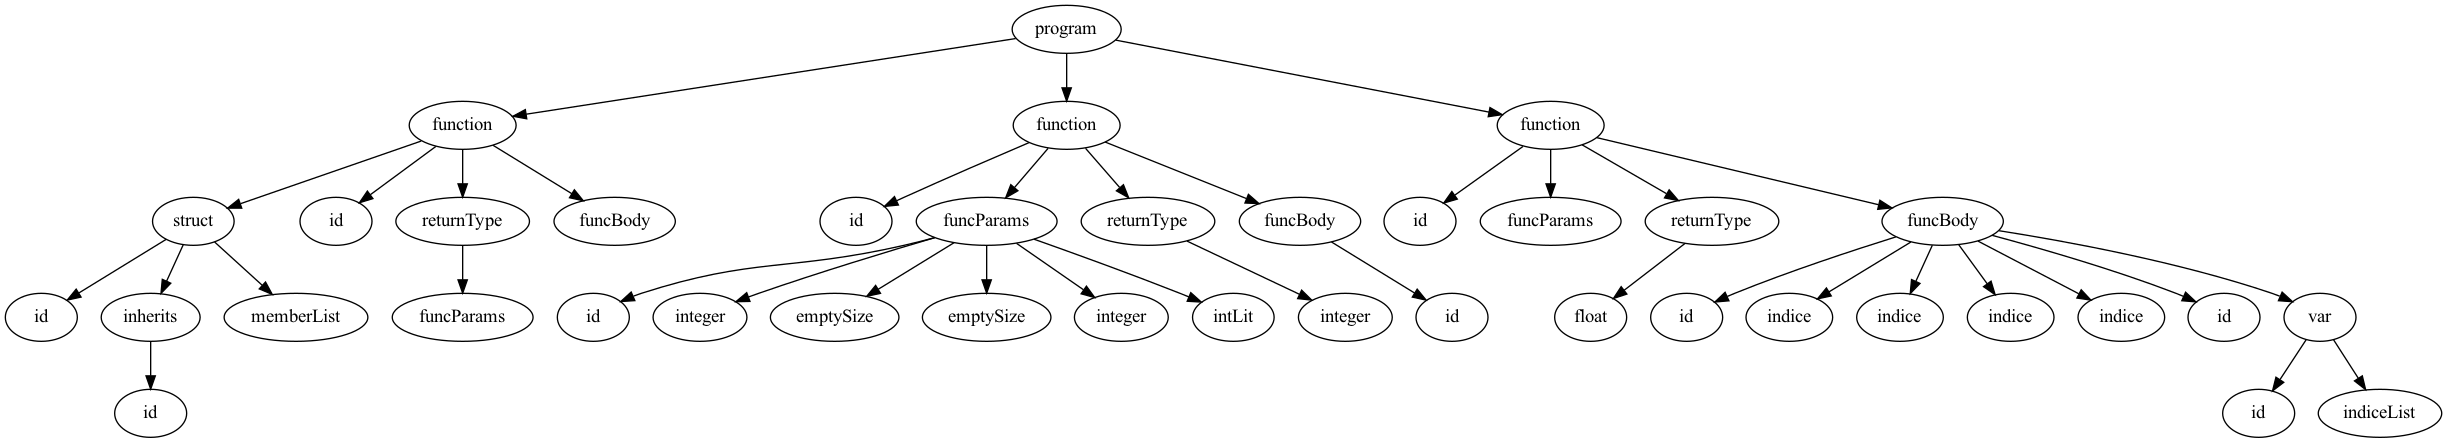 program
function function function
struct id returnType funcBody id funcParams returnType funcBody id funcParams returnType funcBody
id inherits memberList funcParams id integer emptySize emptySize integer intLit integer id float id indice indice indice indice id var
id id indiceList